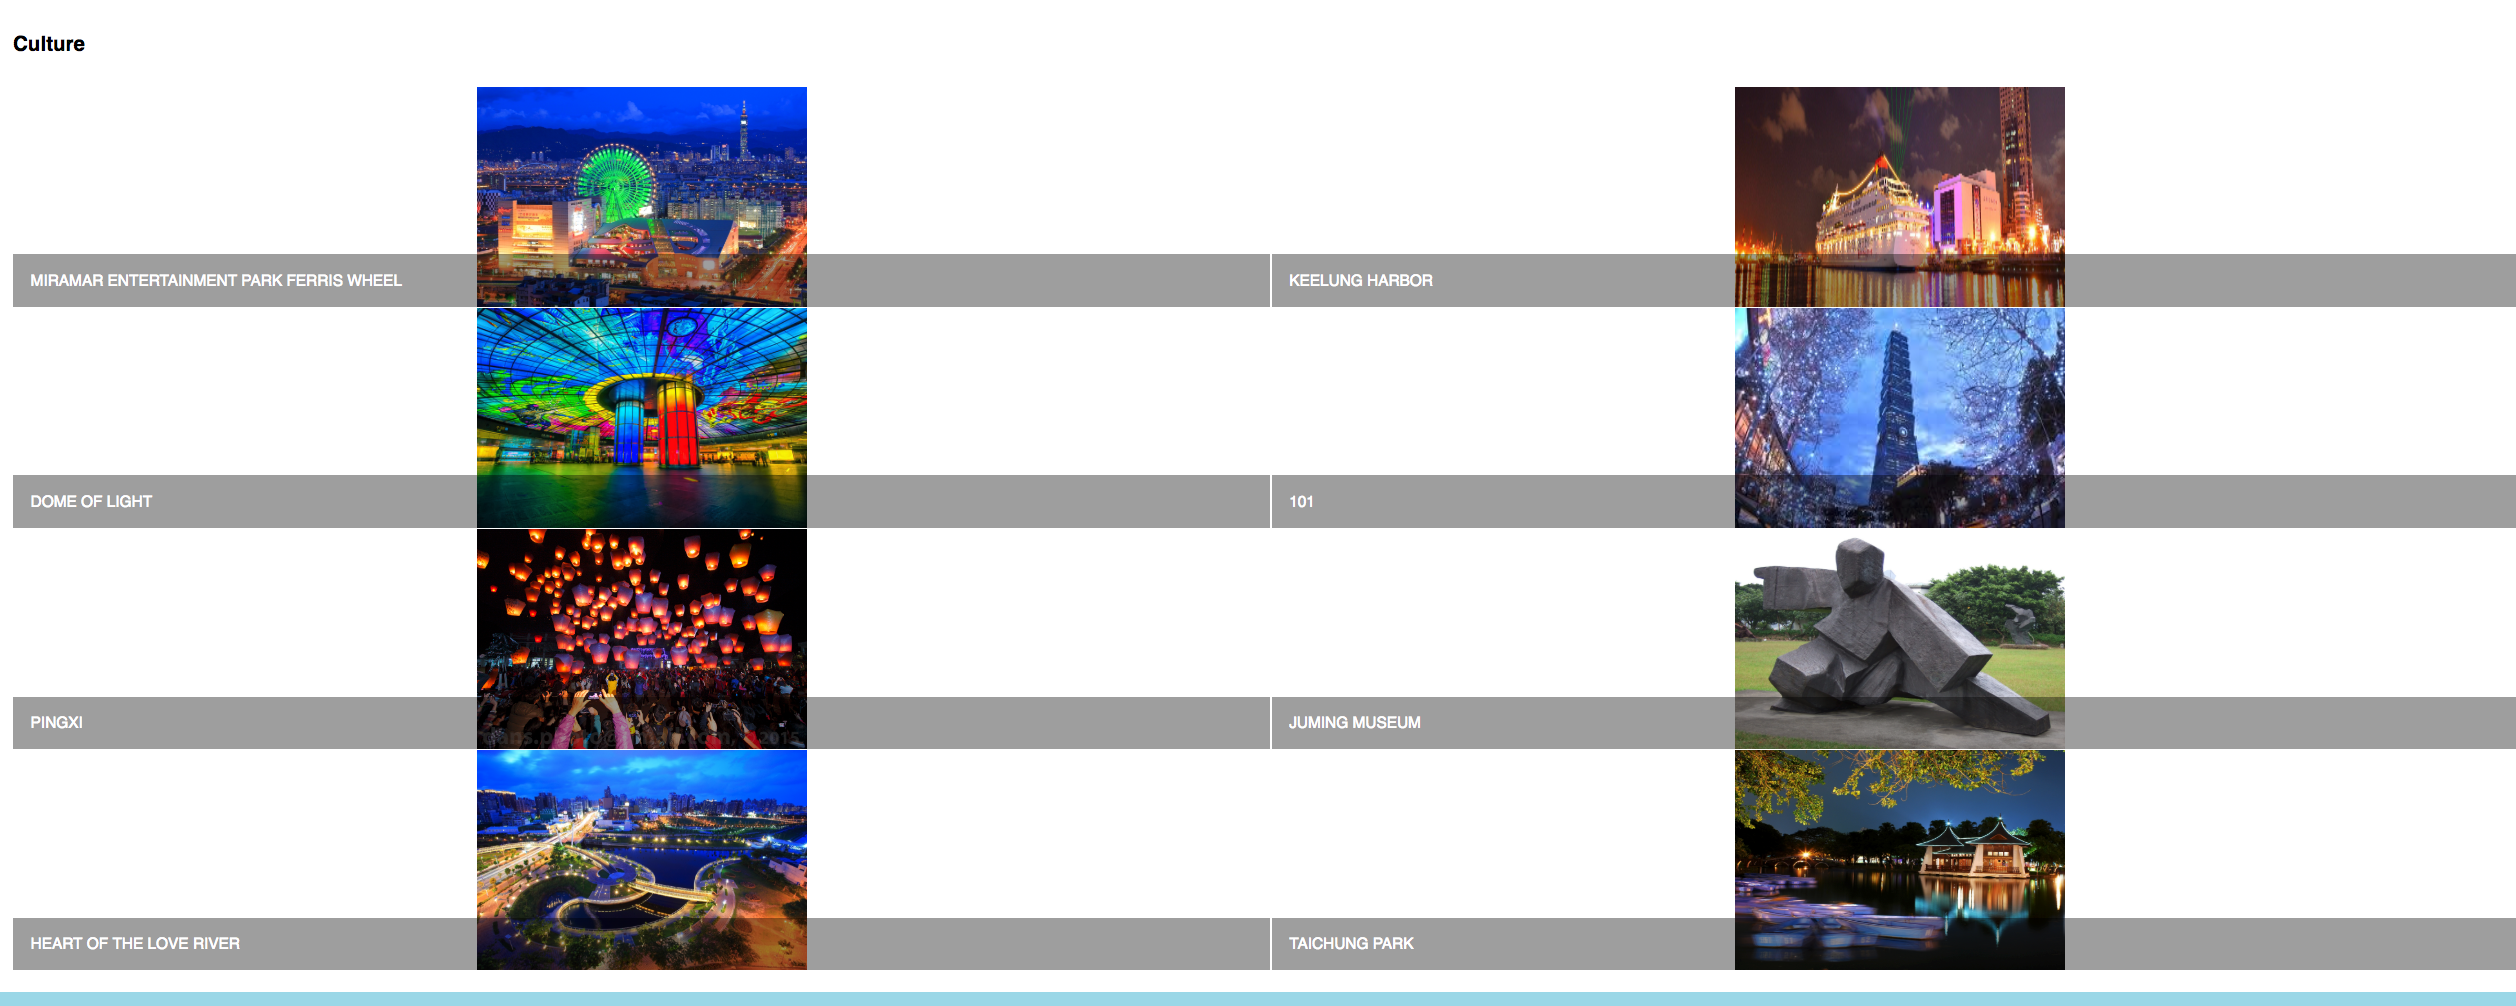 Culture
MIRAMAR ENTERTAINMENT PARK FERRIS WHEEL
KEELUNG HARBOR
DOME OF LIGHT
101
PINGXI
JUMING MUSEUM
HEART OF THE LOVE RIVER
TAICHUNG PARK